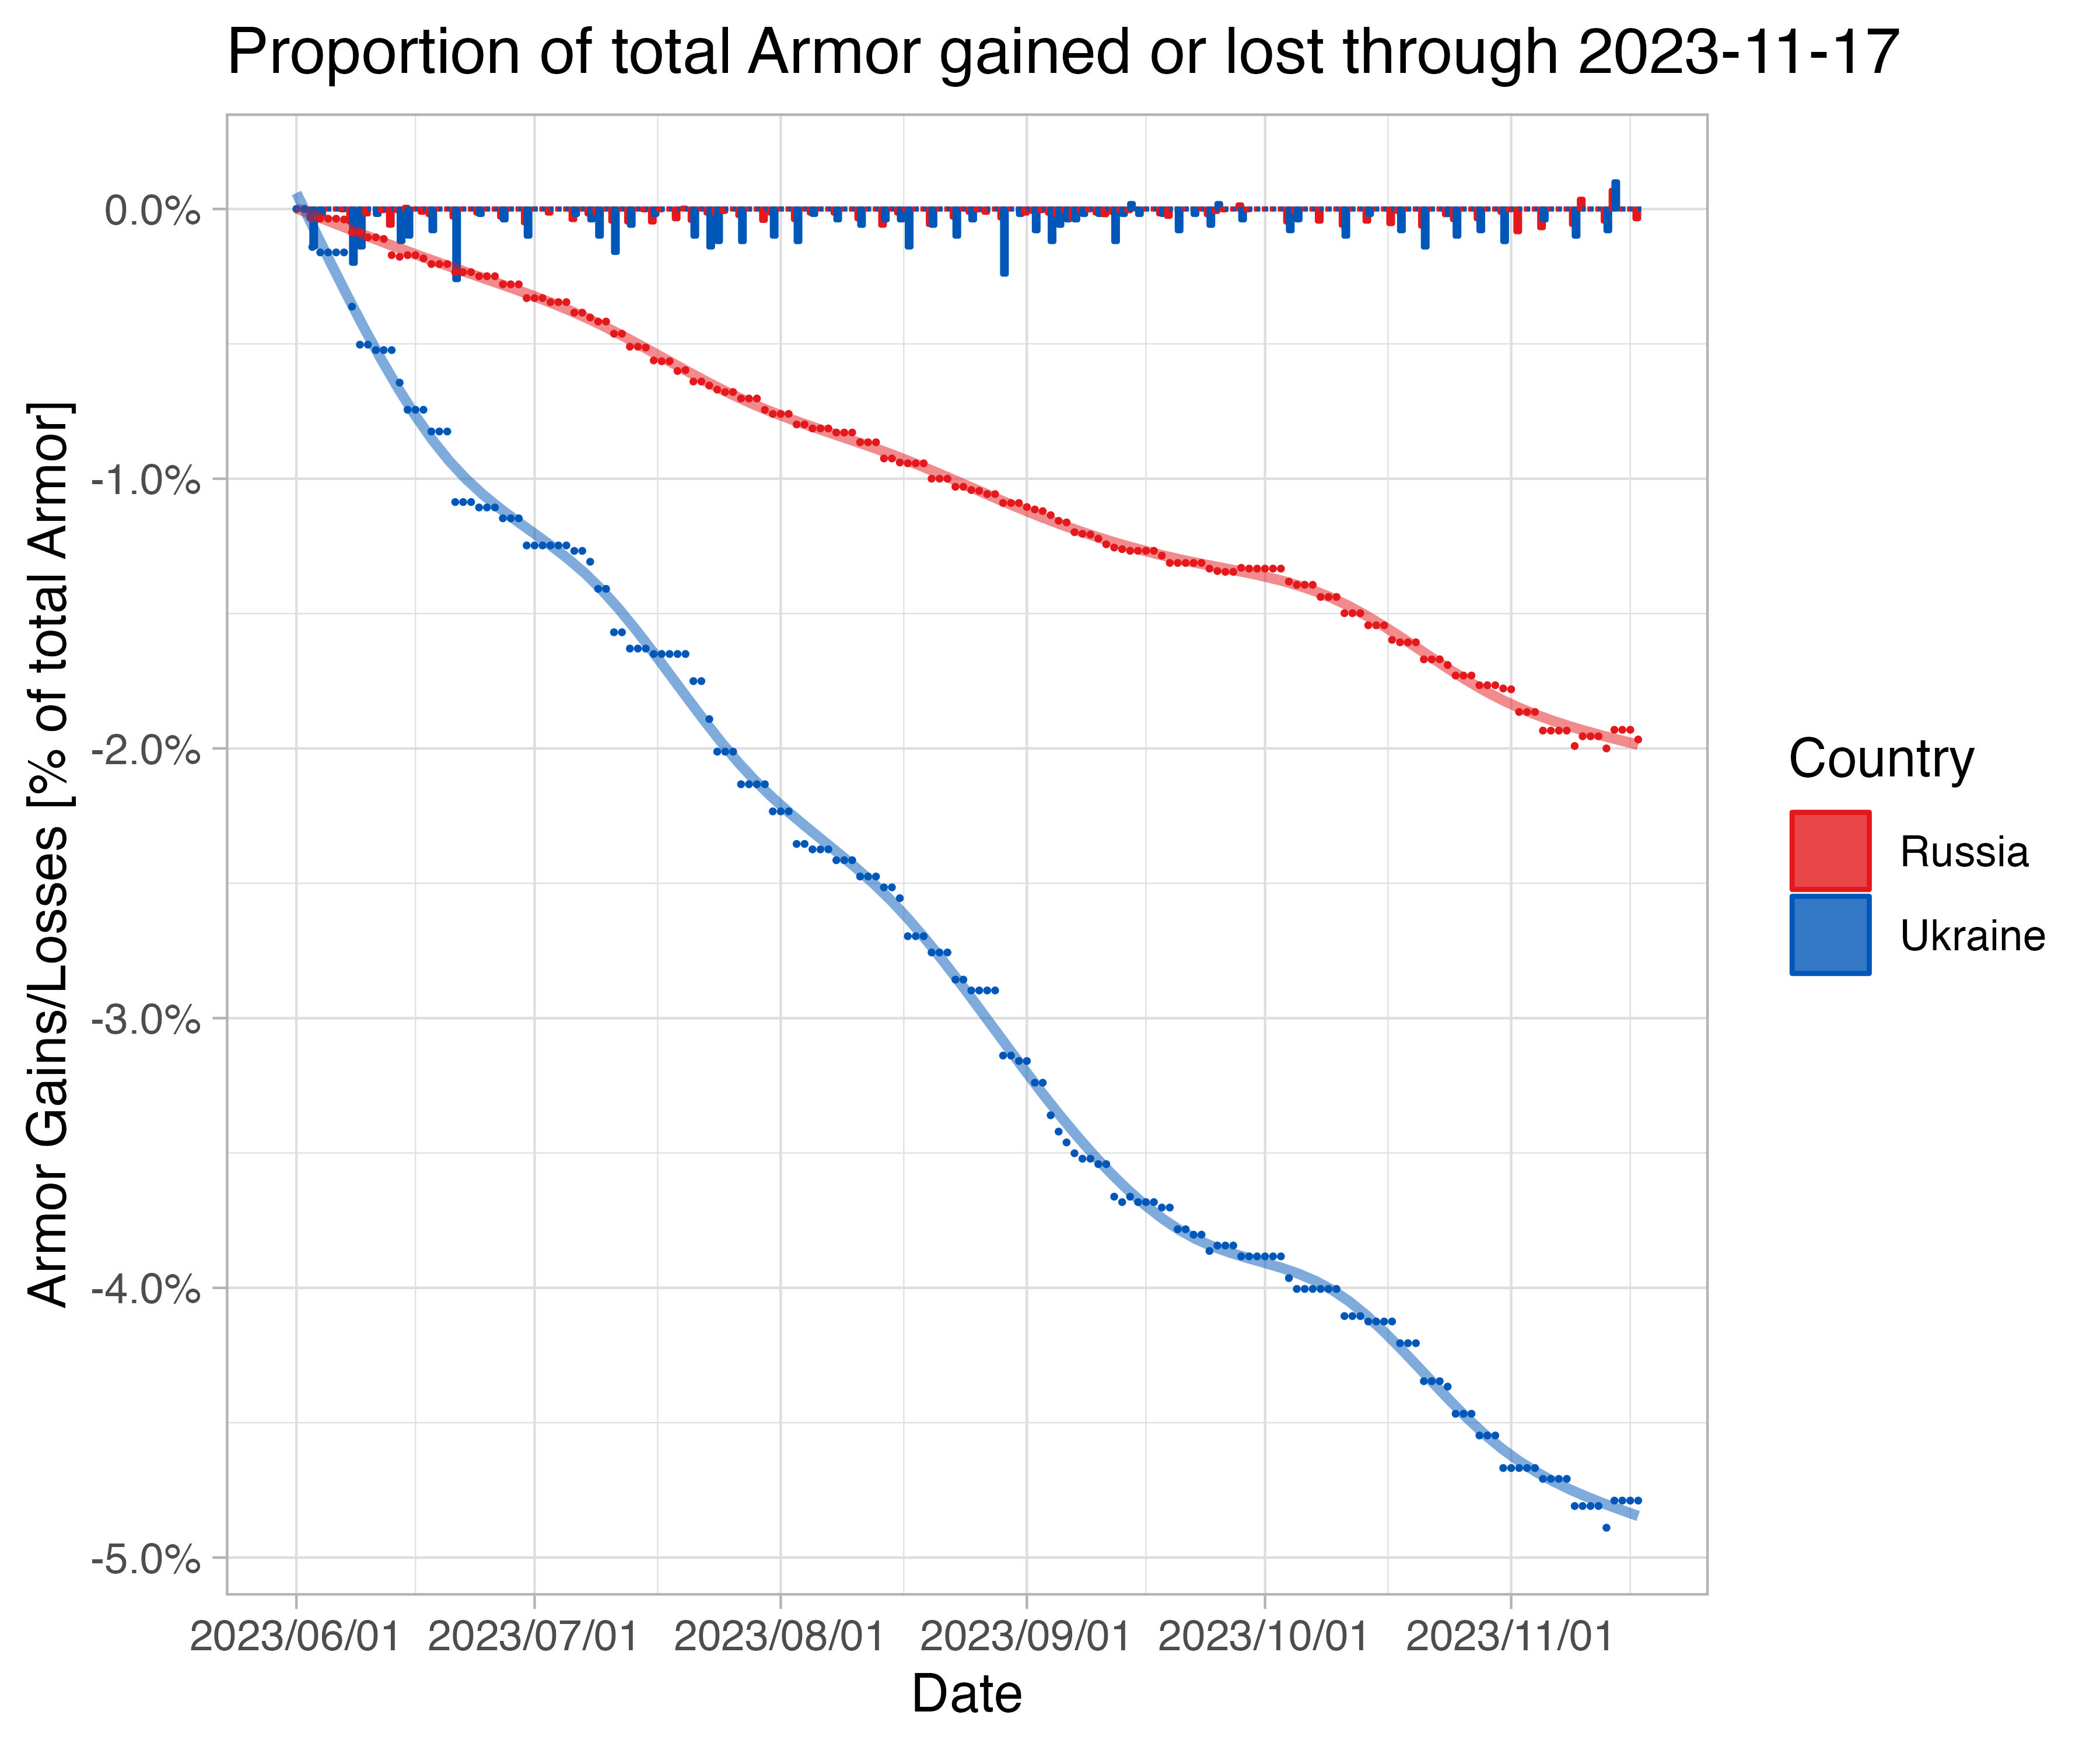 Proportion of total Armor gained or lost through 2023-11-17
Armor Gains/Losses [% of total Armor]
0.0%
-1.0%
-2.0%
-3.0%
-4.0%
-5.0%
2023/06/01 2023/07/01 2023/08/01 2023/09/01 2023/10/01 2023/11/01
Date
Country
Russia
Ukraine